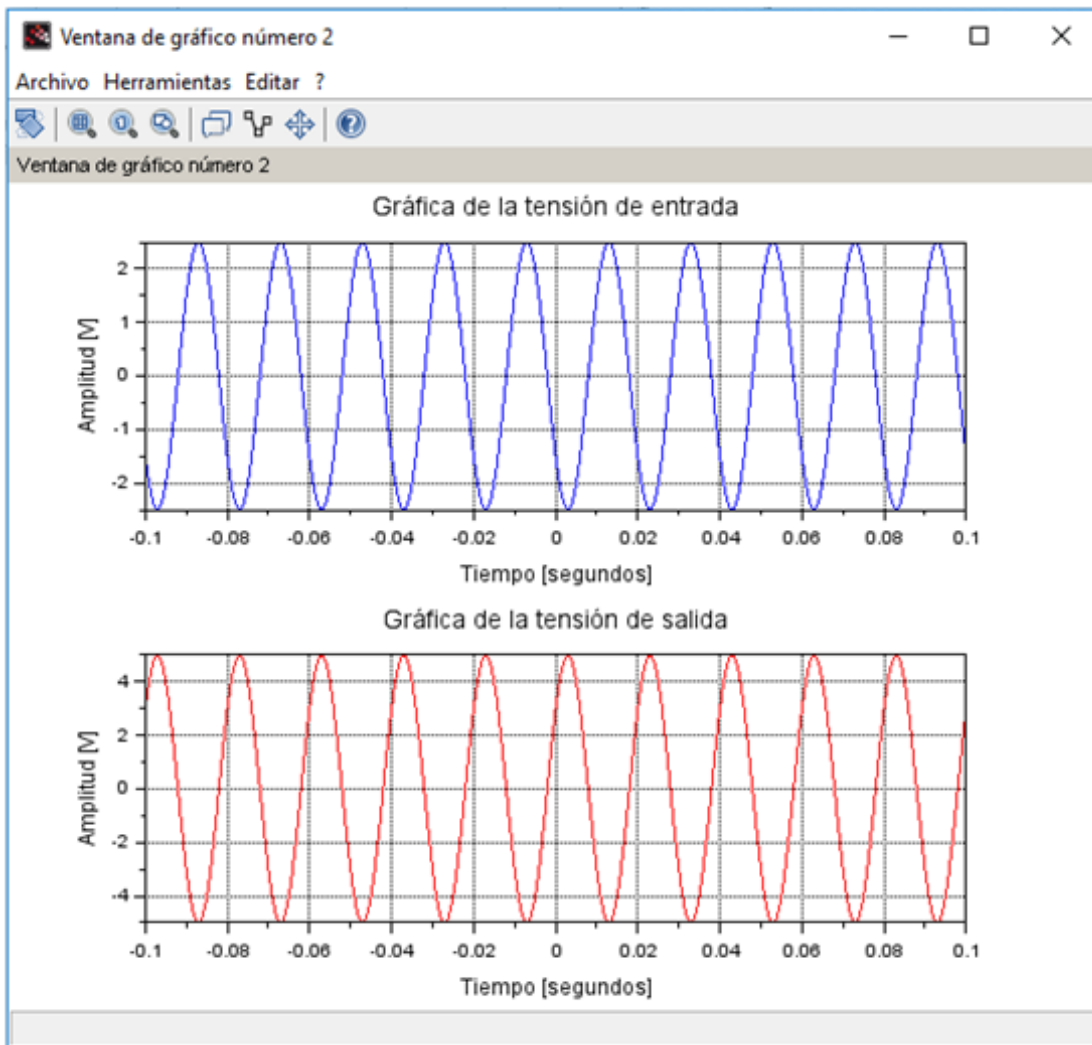 Ventana de gráfico número 2
Archivo Herramientas Editar ?
Ventana de gráfico número 2
Gráfica de la tensión de entrada
Amplitud [V]
2
1
0
-1
-2
-0.1 -0.08 -0.06 -0.04 -0.02 0 0.02 0.04 0.06 0.08 0.1
Tiempo [segundos]
Gráfica de la tensión de salida
Amplitud [V]
4
2
0
-2
-4
-0.1 -0.08 -0.06 -0.04 -0.02 0 0.02 0.04 0.06 0.08 0.1
Tiempo [segundos]